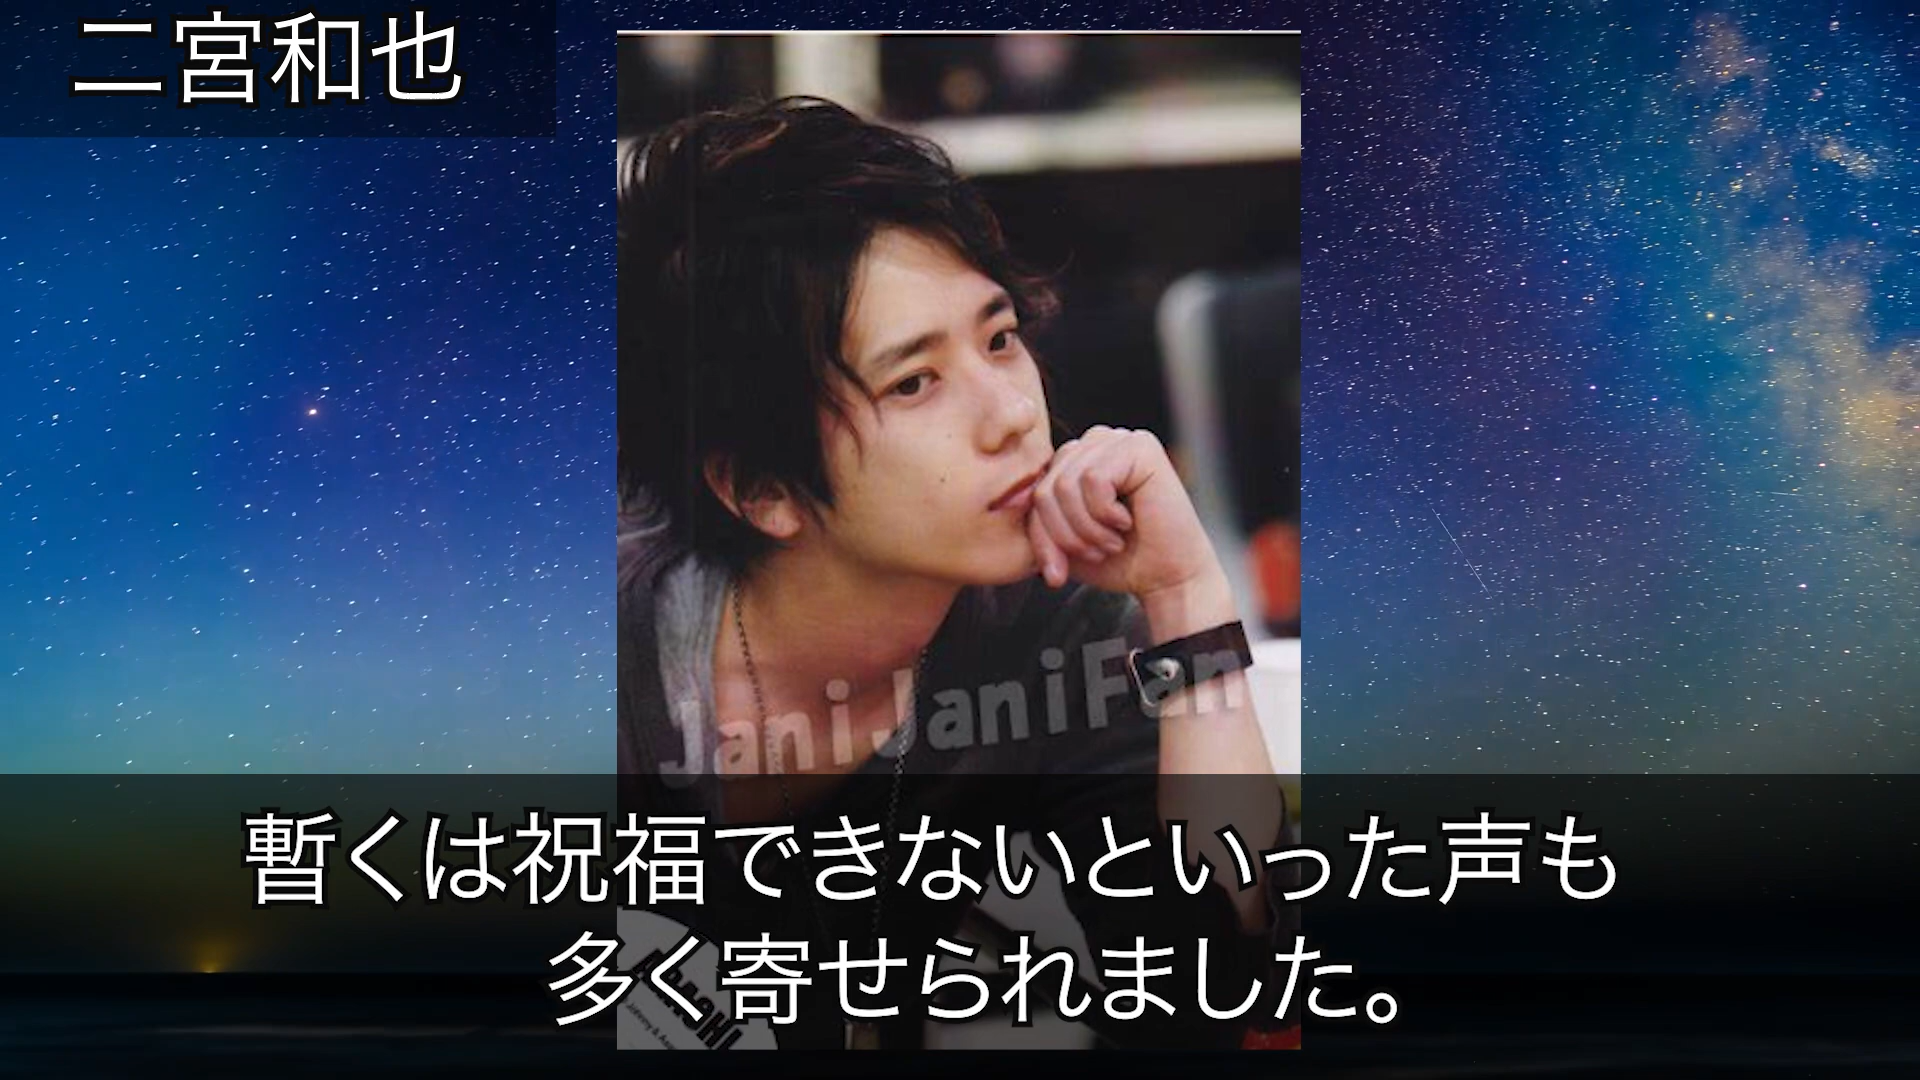 二宮和也
JaniJaniFan
暫くは祝福できないといった声も
多く寄せられました。
ARASHI